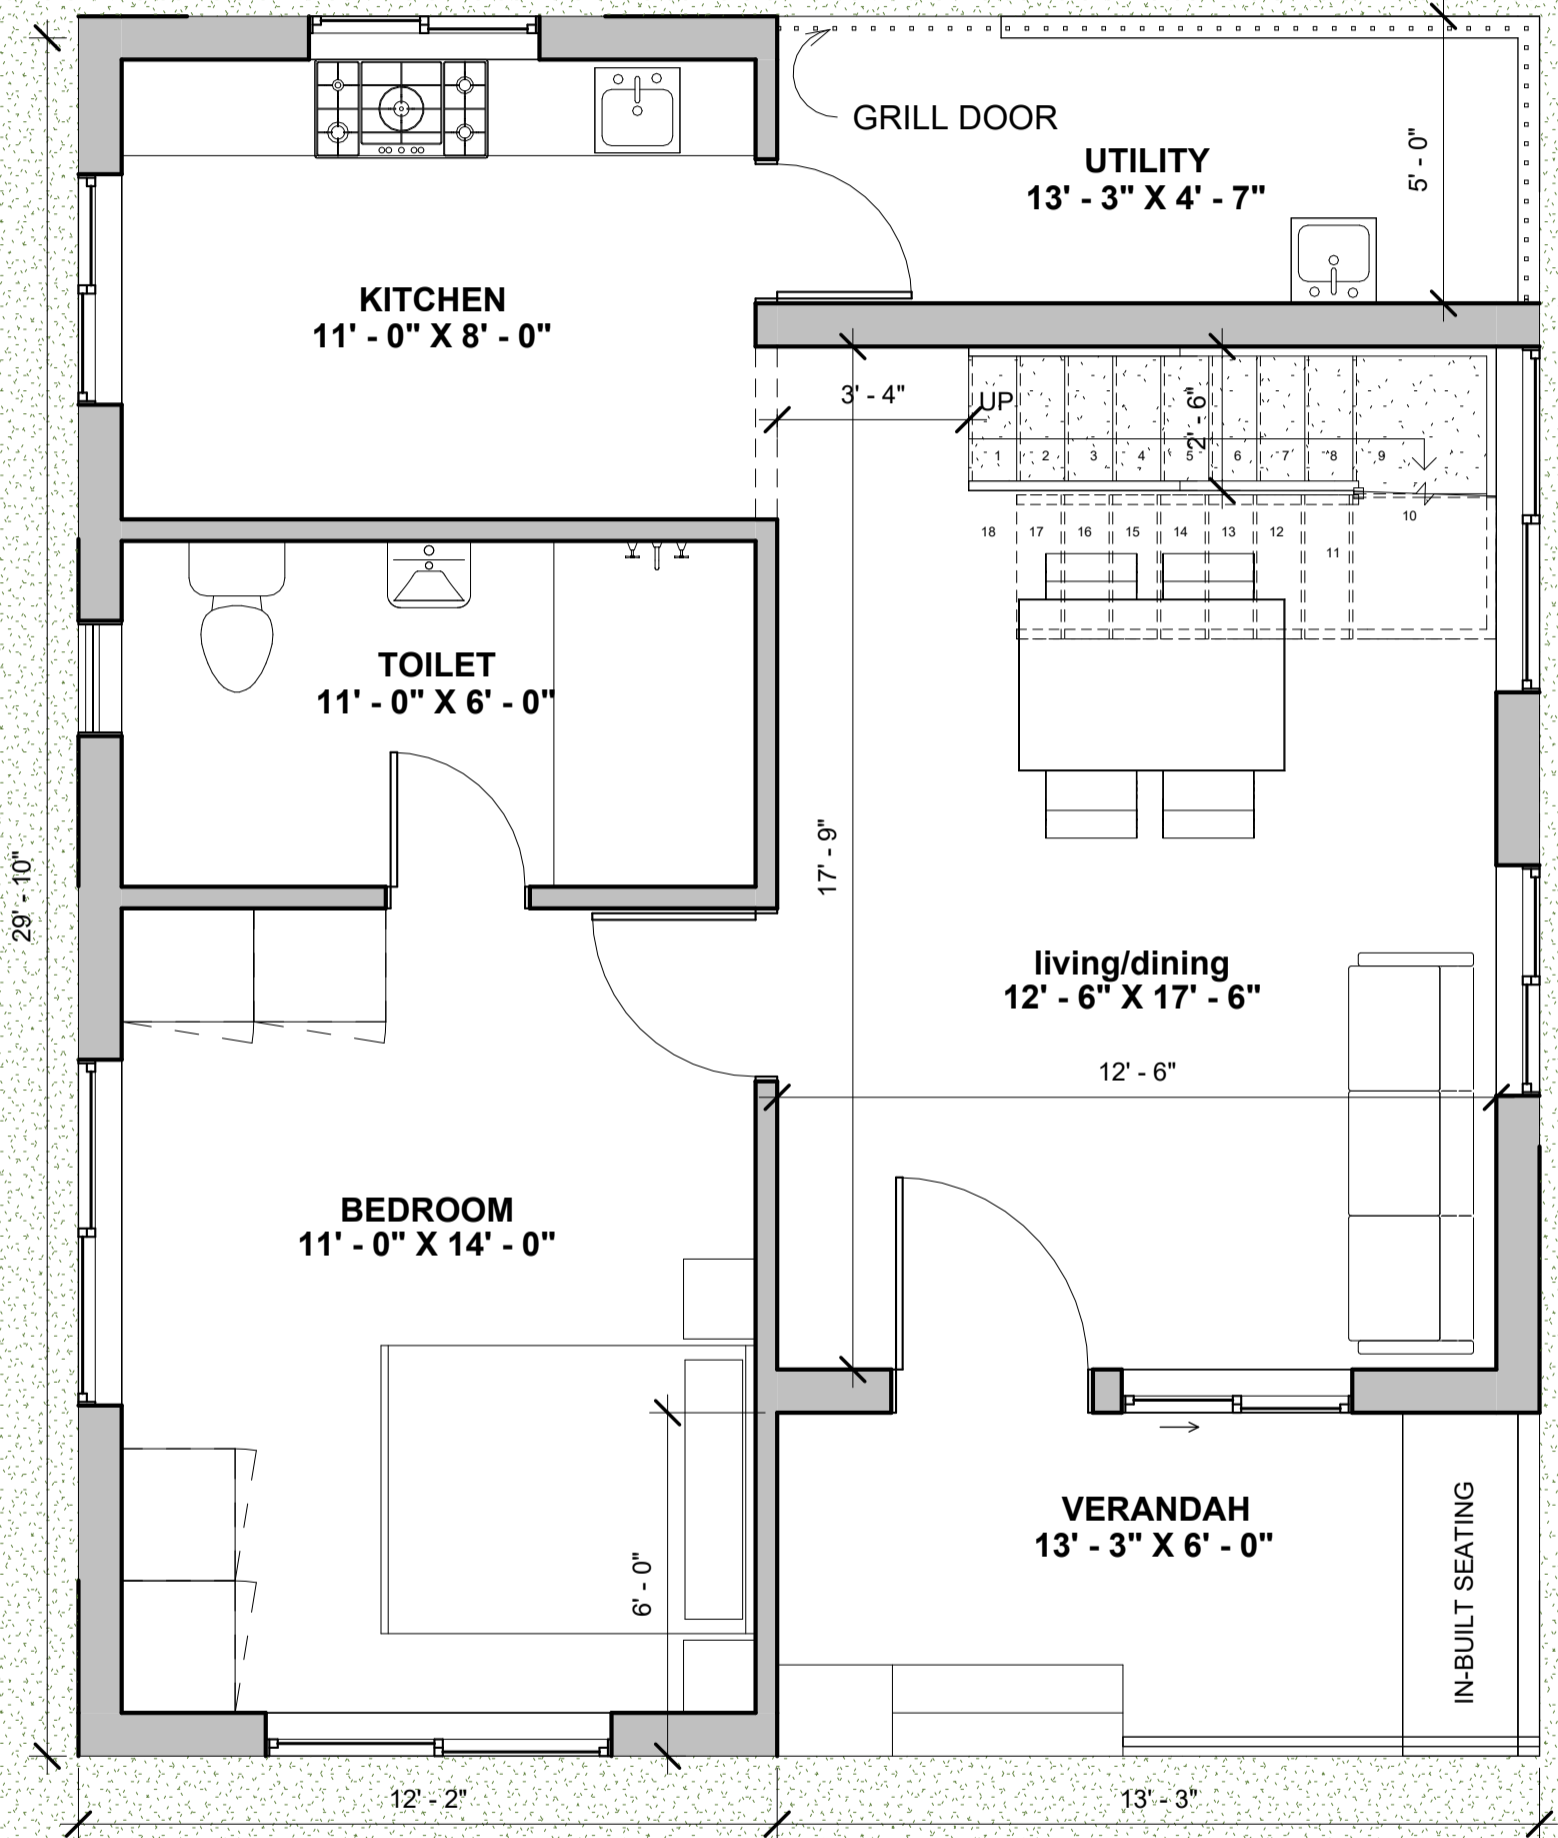 GRILL DOOR
UTILITY
13' - 3" X 4' - 7"
5' - 0"
KITCHEN
11' - 0" X 8' - 0"
3' - 4"
UP
2' - 6"
1 2 3 4 5 6 7 8 9
10
18 17 16 15 14 13 12
11
TOILET
11' - 0" X 6' - 0"
17' - 9"
29' - 10"
living/dining
12' - 6" X 17' - 6"
12' - 6"
BEDROOM
11' - 0" X 14' - 0"
6' - 0"
VERANDAH
13' - 3" X 6' - 0"
IN-BUILT SEATING
12' - 2"
13' - 3"